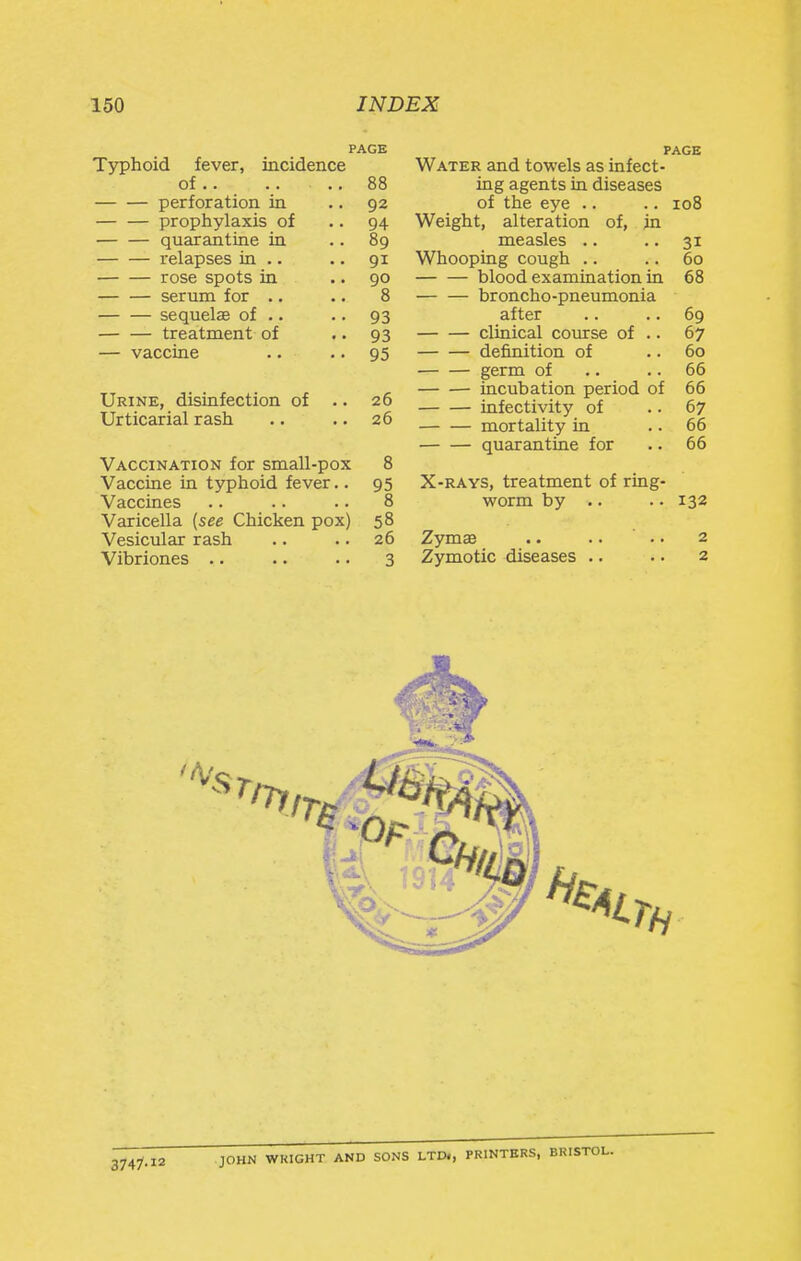 150 INDEX
PAGE
Typhoid fever, incidence
of .. .. .. 88
— — perforation in .. 92
— — prophylaxis of .. 94
— — quarantine in .. 89
— — relapses in .. .. 91
— — rose spots in .. 90
— — serum for .. .. 8
— — sequelæ of .. .. 93
— — treatment of .. 93
— vaccine .. .. 95
URINE, disinfection of .. 26
Urticarial rash .. .. 26
VACCINATION for small-pox 8
Vaccine in typhoid fever .. 95
Vaccines .. .. .. 8
Varicella (see Chicken pox) 58
Vesicular rash .. .. 26
Vibriones .. .. .. 3
PAGE
WATER and towels as infect-
ing agents in diseases
of the eye .. .. 108
Weight, alteration of, in
measles .. .. 31
Whooping cough .. .. 60
— — blood examination in 68
— — broncho-pneumonia
after .. .. 69
— — clinical course of .. 67
— — definition of .. 60
— — germ of .. .. 66
— — incubation period of 66
— — infectivity of .. 67
— — mortality in .. 66
— — quarantine for .. 66
X-RAYS, treatment of ring-
worm by .. .. 132
Zymæ .. .. .. 2
Zymotic diseases .. .. 2
LIBRARY
INSTITUTE OF CHILD HEALTH
1914
3747.12 JOHN WRIGHT AND SONS LTD., PRINTERS, BRISTOL.